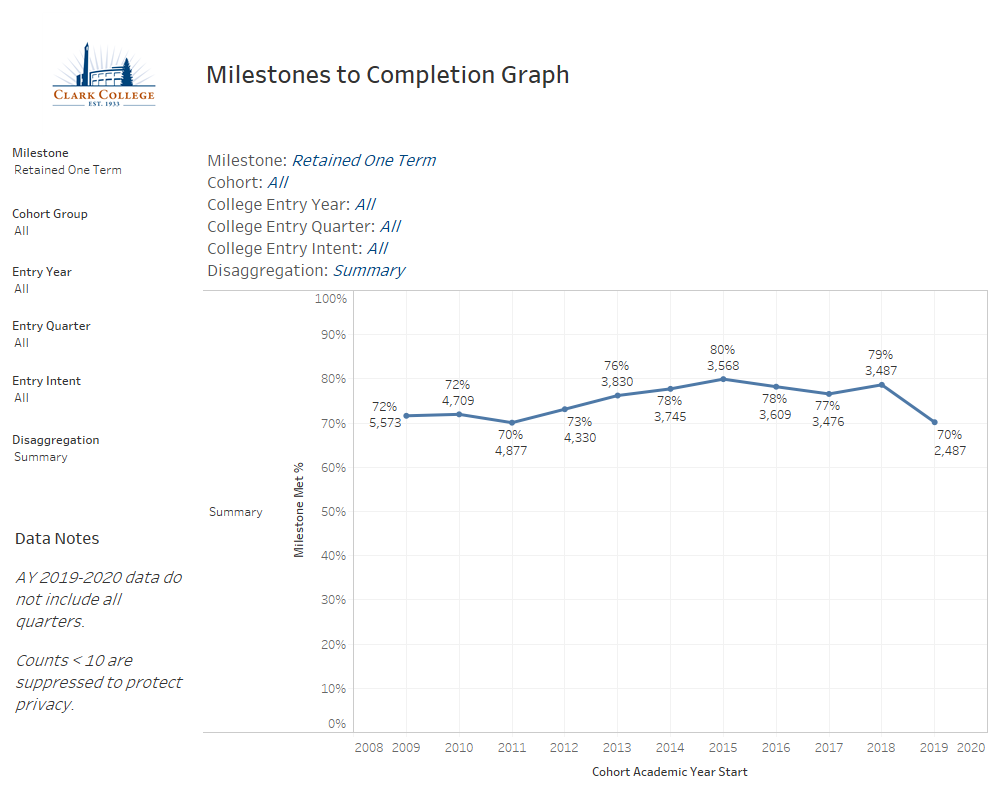 CLARK COLLEGE
EST. 1933
Milestones to Completion Graph
Milestone
Retained One Term
Cohort Group
All
Entry Year
All
Entry Quarter
All
Entry Intent
All
Disaggregation
Summary
Data Notes
AY 2019-2020 data do
not include all
quarters.
Counts < 10 are
suppressed to protect
privacy.
Milestone: Retained One Term
Cohort: All
College Entry Year: All
College Entry Quarter: All
College Entry Intent: All
Disaggregation: Summary
Summary
Milestone Met %
100%
90%
80%
70%
60%
50%
40%
30%
20%
10%
0%
72%
5,573
72%
4,709
70%
4,877
73%
4,330
76%
3,830
78%
3,745
80%
3,568
78%
3,609
77%
3,476
79%
3,487
70%
2,487
2008 2009 2010 2011 2012 2013 2014 2015 2016 2017 2018 2019 2020
Cohort Academic Year Start